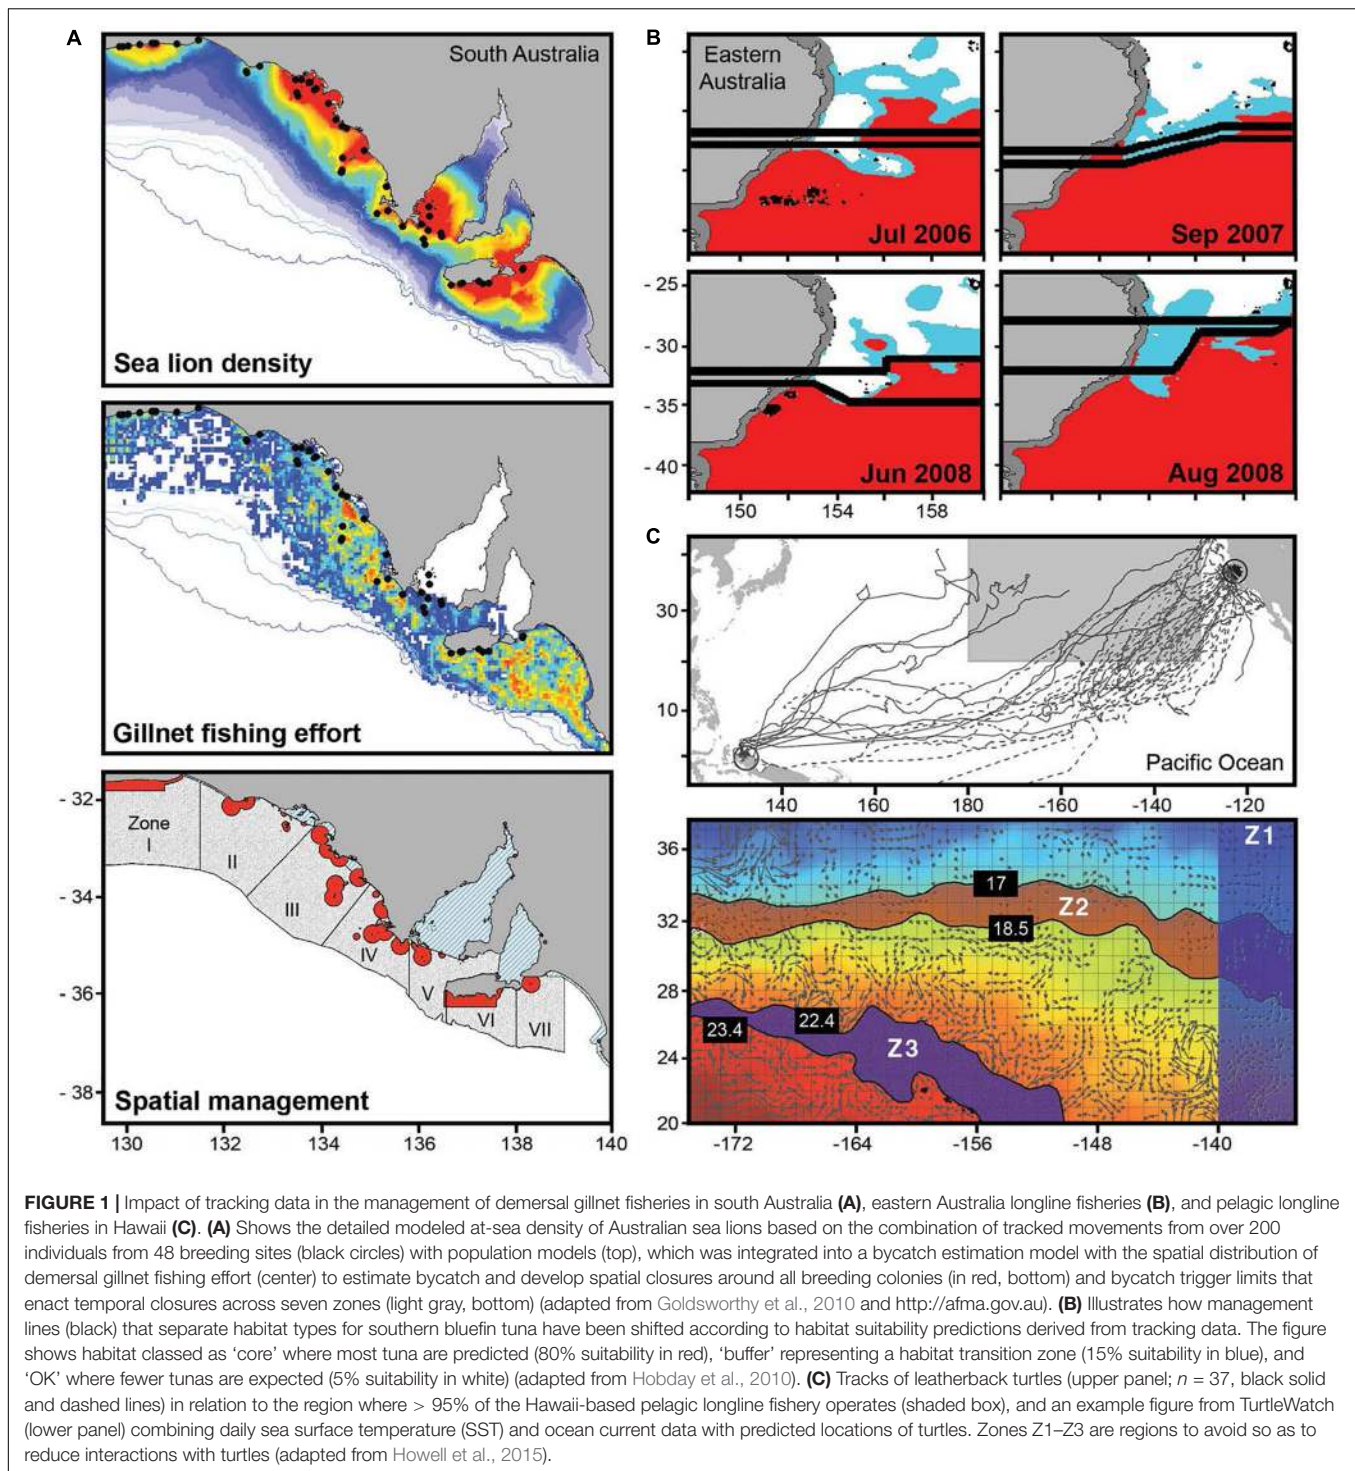 A
South Australia
Sea lion density
Gillnet fishing effort
- 32
- 34
- 36
- 38
Zone
I
II
III
IV
V
VI
VII
Spatial management
130
132
134
136
138
140
B
Eastern
Australia
Jul 2006
Sep 2007
- 25
- 30
- 35
- 40
Jun 2008
Aug 2008
150
154
158
C
30
10
Pacific Ocean
140
160
180
-160
-140
-120
36
32
28
24
20
Z1
17
Z2
18.5
22.4
23.4
Z3
-172
-164
-156
-148
-140
FIGURE 1 | Impact of tracking data in the management of demersal gillnet fisheries in south Australia (A), eastern Australia longline fisheries (B), and pelagic longline
fisheries in Hawaii (C). (A) Shows the detailed modeled at-sea density of Australian sea lions based on the combination of tracked movements from over 200
individuals from 48 breeding sites (black circles) with population models (top), which was integrated into a bycatch estimation model with the spatial distribution of
demersal gillnet fishing effort (center) to estimate bycatch and develop spatial closures around all breeding colonies (in red, bottom) and bycatch trigger limits that
enact temporal closures across seven zones (light gray, bottom) (adapted from Goldsworthy et al., 2010 and http://afma.gov.au). (B) Illustrates how management
lines (black) that separate habitat types for southern bluefin tuna have been shifted according to habitat suitability predictions derived from tracking data. The figure
shows habitat classed as ‘core’ where most tuna are predicted (80% suitability in red), ‘buffer’ representing a habitat transition zone (15% suitability in blue), and
‘OK’ where fewer tunas are expected (5% suitability in white) (adapted from Hobday et al., 2010). (C) Tracks of leatherback turtles (upper panel; n = 37, black solid
and dashed lines) in relation to the region where > 95% of the Hawaii-based pelagic longline fishery operates (shaded box), and an example figure from TurtleWatch
(lower panel) combining daily sea surface temperature (SST) and ocean current data with predicted locations of turtles. Zones Z1–Z3 are regions to avoid so as to
reduce interactions with turtles (adapted from Howell et al., 2015).